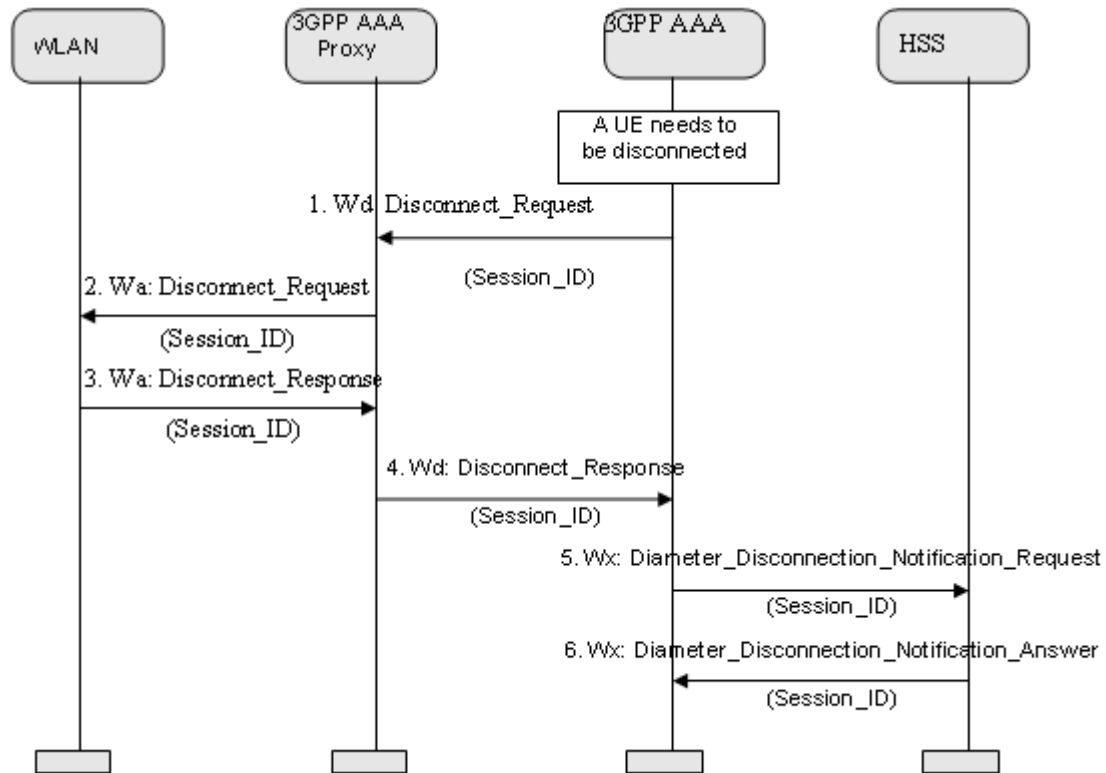 WLAN
3GPP AAA
Proxy
3GPP AAA
HSS
A UE needs to
be disconnected
1. Wd Disconnect_Request
(Session_ID)
2. Wa: Disconnect_Request
(Session_ID)
3. Wa: Disconnect_Response
(Session_ID)
4. Wd: Disconnect_Response
(Session_ID)
5. Wx: Diameter_Disconnection_Notification_Request
(Session_ID)
6. Wx: Diameter_Disconnection_Notification_Answer
(Session_ID)